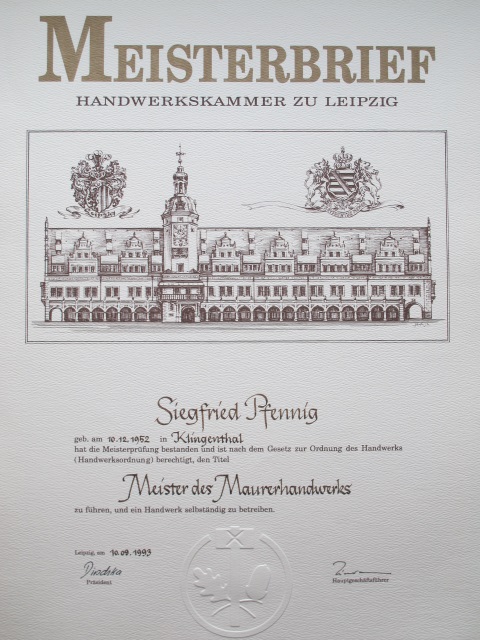 MEISTERBRIEF
HANDWERKSKAMMER ZU LEIPZIG
Siegfried Pfennig
geb. am 10.12.1952 in Klingenthal
hat die Meisterprüfung bestanden und ist nach dem Gesetz zur Ordnung des Handwerks
(Handwerksordnung) berechtigt, den Titel
Meister des Maurerhandwerks
zu führen, und ein Handwerk selbständig zu betreiben.
Leipzig, am 10.09.1993
Präsident
Hauptgeschäftsführer